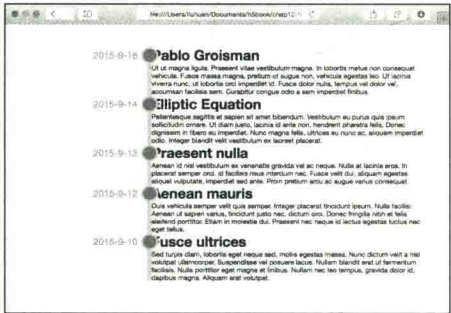 file:///Users/liuhuan/Documents/h5book/chap12/
2015-9-16 Pablo Groisman
Ut ut magna ligula. Praesent vitae vestibulum magna. In lobortis metus non consequat
vehicula. Fusce massa magna, pretium ut augue non, vehicula egestas leo. Ut lacinia
viverra nunc, ut lobortis orci imperdiet id. Fusce dolor nulla, tempus vel dolor vel,
accumsan facilisis sem. Curabitur congue odio a sem imperdiet finibus.
2015-9-14 Elliptic Equation
Pellentesque sagittis et sapien sit amet bibendum. Vestibulum eu purus quis ipsum
sollicitudin ornare. Ut diam justo, lacinia id ante non, hendrerit pharetra felis. Donec
dignissim in libero eu imperdiet. Nunc magna felis, ultrices eu nunc ac, aliquam imperdiet
odio. Integer blandit velit vestibulum ex laoreet placerat.
2015-9-13 Praesent nulla
Aenean id nisl vestibulum ex venenatis gravida vel ac neque. Nulla at lacinia eros. In
placerat semper orci, id facilisis risus interdum nec. Fusce velit dui, aliquam egestas
aliquet vulputate, imperdiet sed ante. Proin pretium arcu ac augue varius consequat.
2015-9-12 Aenean mauris
Duis vehicula semper velit quis semper. Integer placerat tincidunt ipsum. Nulla facilisi.
Aenean ut sapien varius, tincidunt justo nec, dictum orci. Donec fringilla nibh et felis
eleifend porttitor. Etiam in molestie dui. Praesent nec neque id lectus egestas luctus nec
eget tellus.
2015-9-10 Fusce ultrices
Sed turpis diam, lobortis eget neque sed, mollis egestas massa. Nunc dictum velit a nisl
volutpat ullamcorper. Suspendisse vel posuere lacus. Nullam blandit erat ut fermentum
facilisis. Nulla porttitor eget magna et finibus. Nullam nec leo tempus, gravida dolor id,
dapibus magna. Aliquam erat volutpat.